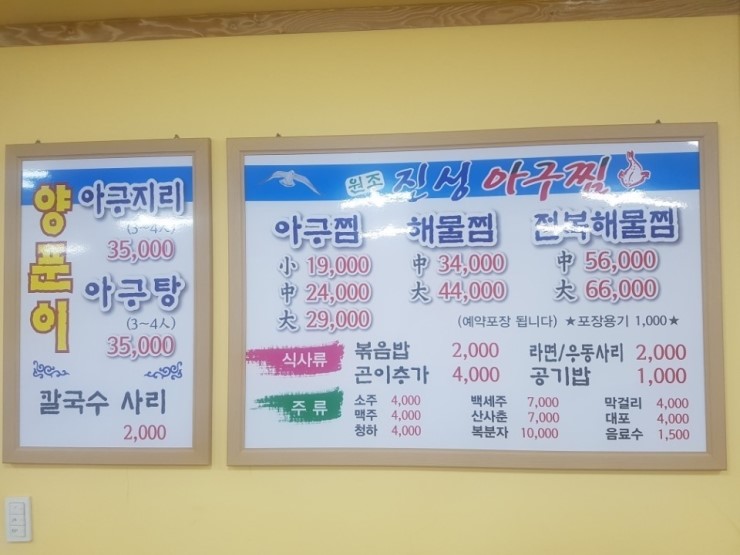 양
이
아구지리
(3~4人)
35,000
아구탕
(3~4人)
35,000
칼국수 사리
2,000
원조 진성 아구찜
아구찜
小 19,000
中 24,000
大 29,000
해물찜
中 34,000
大 44,000
전복해물찜
中 56,000
大 66,000
(예약포장 됩니다) ★포장용기 1,000★
식사류
볶음밥 2,000
곤이추가 4,000
라면/우동사리 2,000
공기밥 1,000
주류
소주 4,000
맥주 4,000
청하 4,000
백세주 7,000
산사춘 7,000
복분자 10,000
막걸리 4,000
대포 4,000
음료수 1,500